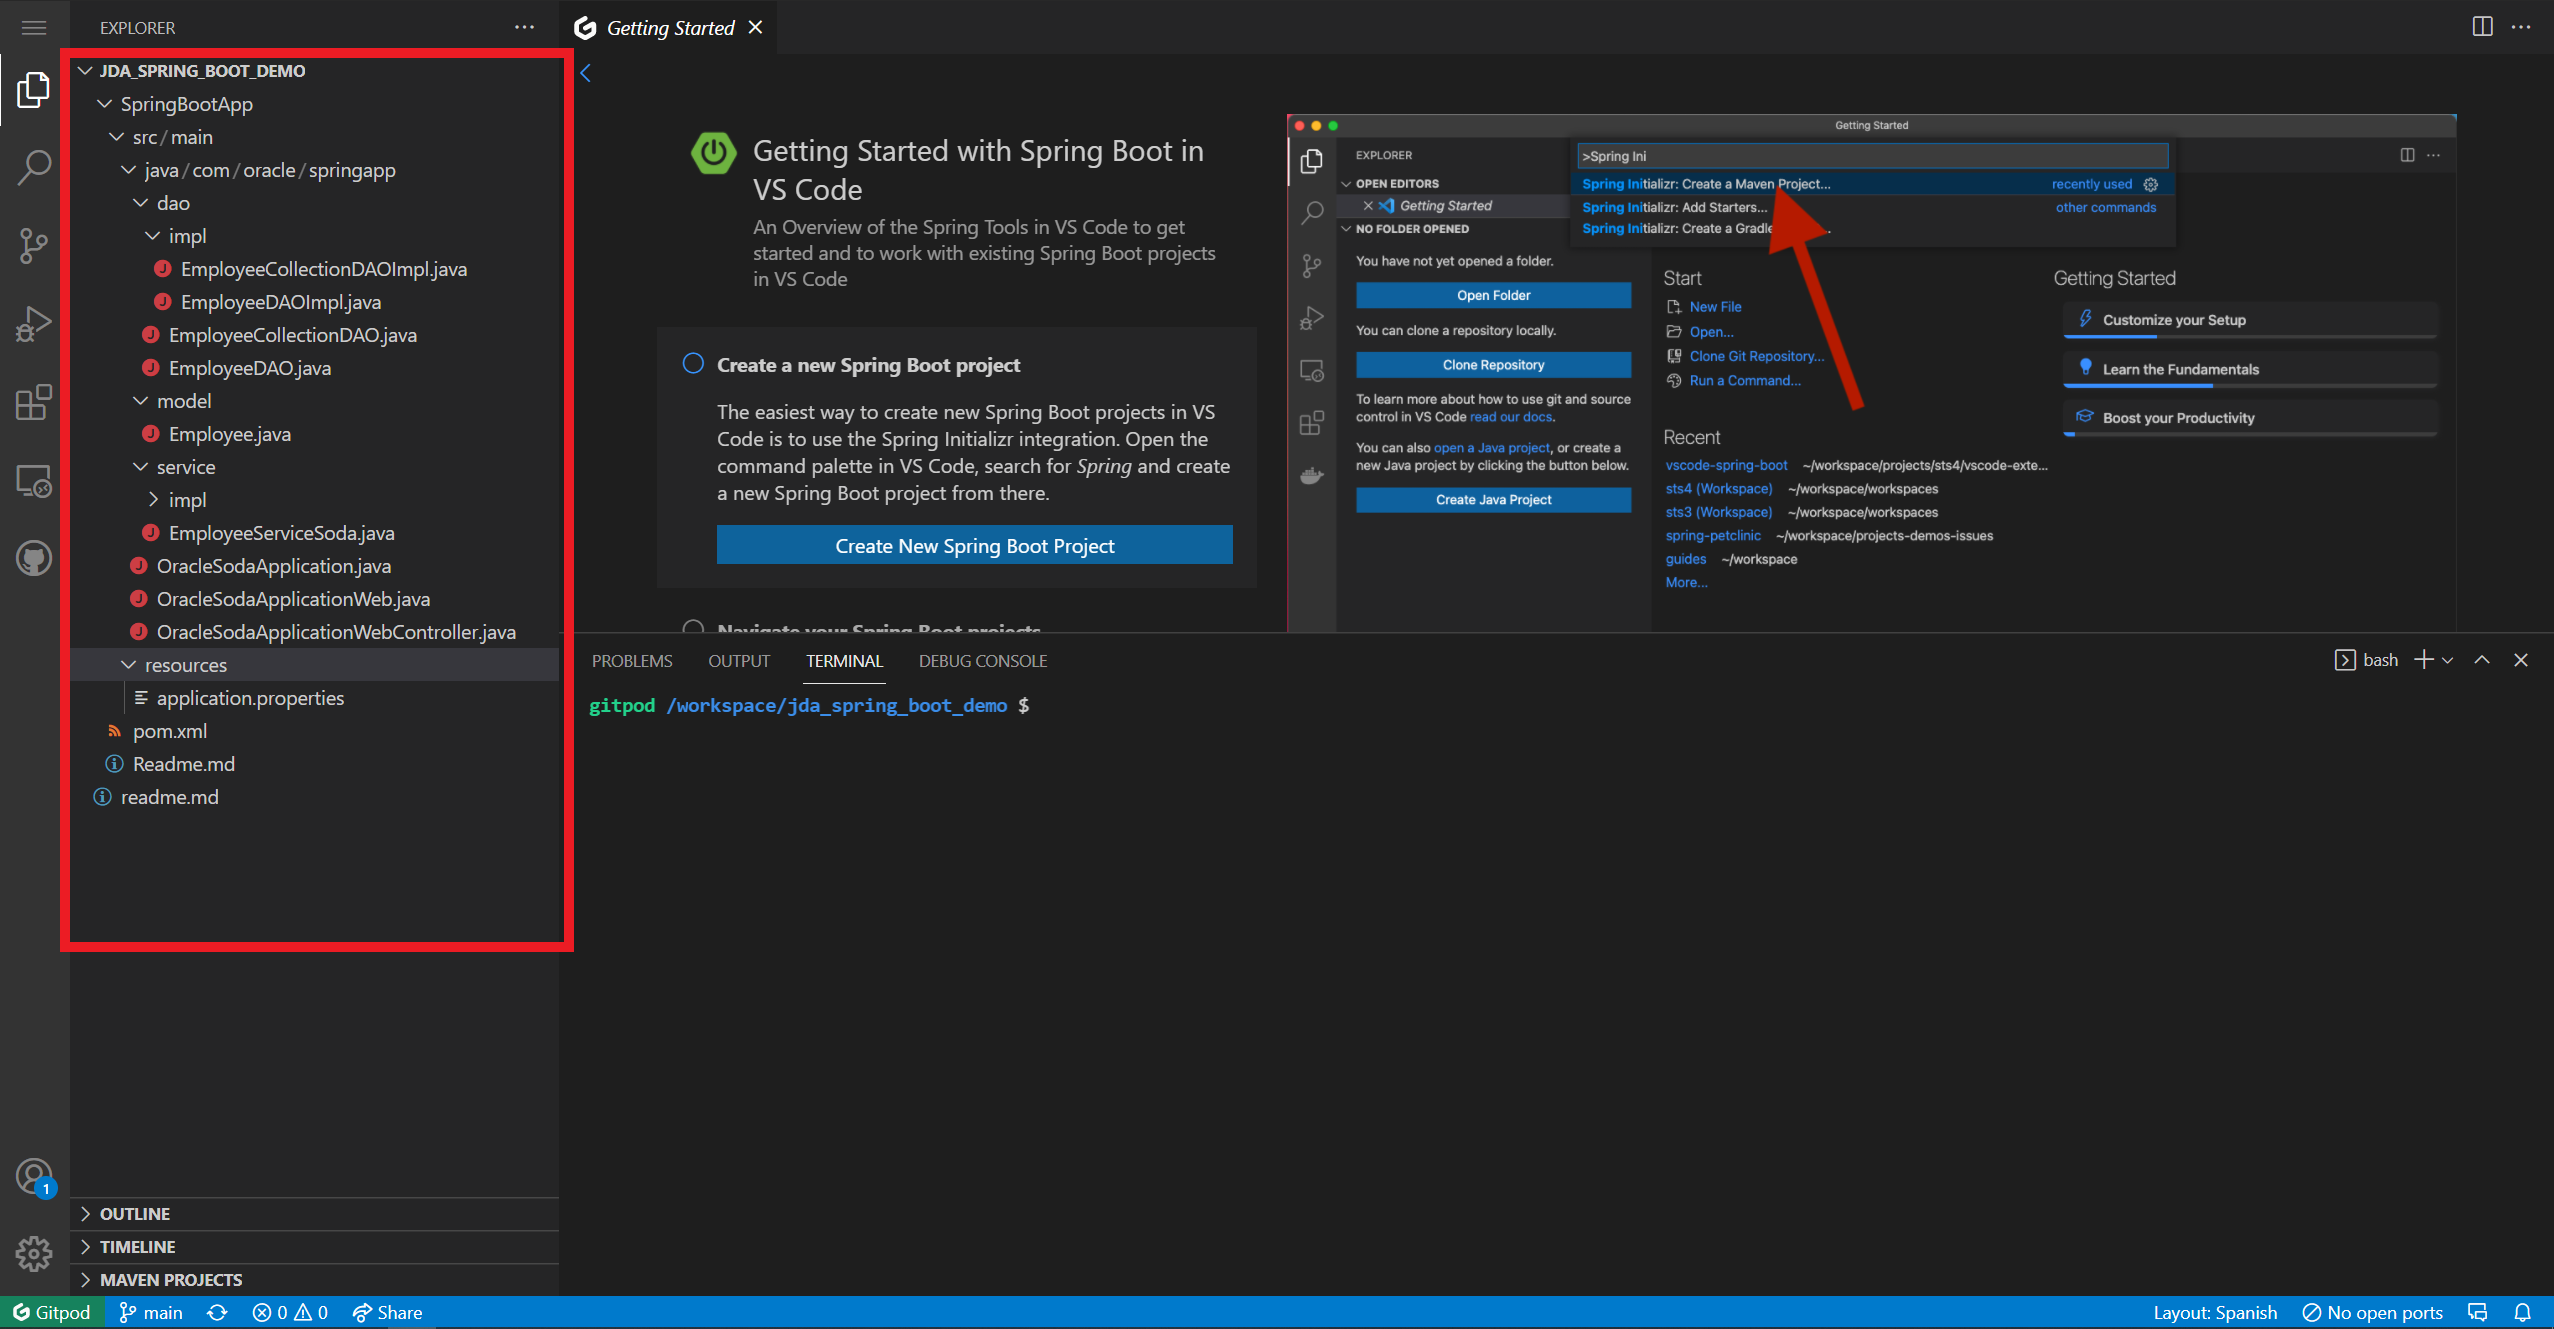 EXPLORER
JDA_SPRING_BOOT_DEMO
SpringBootApp
src/main
java/com/oracle/springapp
dao
impl
EmployeeCollectionDAOImpl.java
EmployeeDAOImpl.java
EmployeeCollectionDAO.java
EmployeeDAO.java
model
Employee.java
service
impl
EmployeeServiceSoda.java
OracleSodaApplication.java
OracleSodaApplicationWeb.java
OracleSodaApplicationWebController.java
resources
application.properties
pom.xml
Readme.md
readme.md
OUTLINE
TIMELINE
MAVEN PROJECTS
1
Getting Started
Getting Started with Spring Boot in
VS Code
An Overview of the Spring Tools in VS Code to get
started and to work with existing Spring Boot projects
in VS Code
Create a new Spring Boot project
The easiest way to create new Spring Boot projects in VS
Code is to use the Spring Initializr integration. Open the
command palette in VS Code, search for Spring and create
a new Spring Boot project from there.
Create New Spring Boot Project
Navigate your Spring Boot projects
Getting Started
EXPLORER
OPEN EDITORS
Getting Started
NO FOLDER OPENED
You have not yet opened a folder.
Open Folder
You can clone a repository locally.
Clone Repository
To learn more about how to use git and source
control in VS Code read our docs.
You can also open a Java project, or create a
new Java project by clicking the button below.
Create Java Project
>Spring Ini
Spring Initializr: Create a Maven Project... recently used
Spring Initializr: Add Starters... other commands
Spring Initializr: Create a Gradle
Start
New File
Open...
Clone Git Repository...
Run a Command...
Recent
vscode-spring-boot ~/workspace/projects/sts4/vscode-exte...
sts4 (Workspace) ~/workspace/workspaces
sts3 (Workspace) ~/workspace/workspaces
spring-petclinic ~/workspace/projects-demos-issues
guides ~/workspace
More...
Getting Started
Customize your Setup
Learn the Fundamentals
Boost your Productivity
PROBLEMS OUTPUT TERMINAL DEBUG CONSOLE
bash
gitpod /workspace/jda_spring_boot_demo $
Gitpod main 0 0 Share
Layout: Spanish No open ports